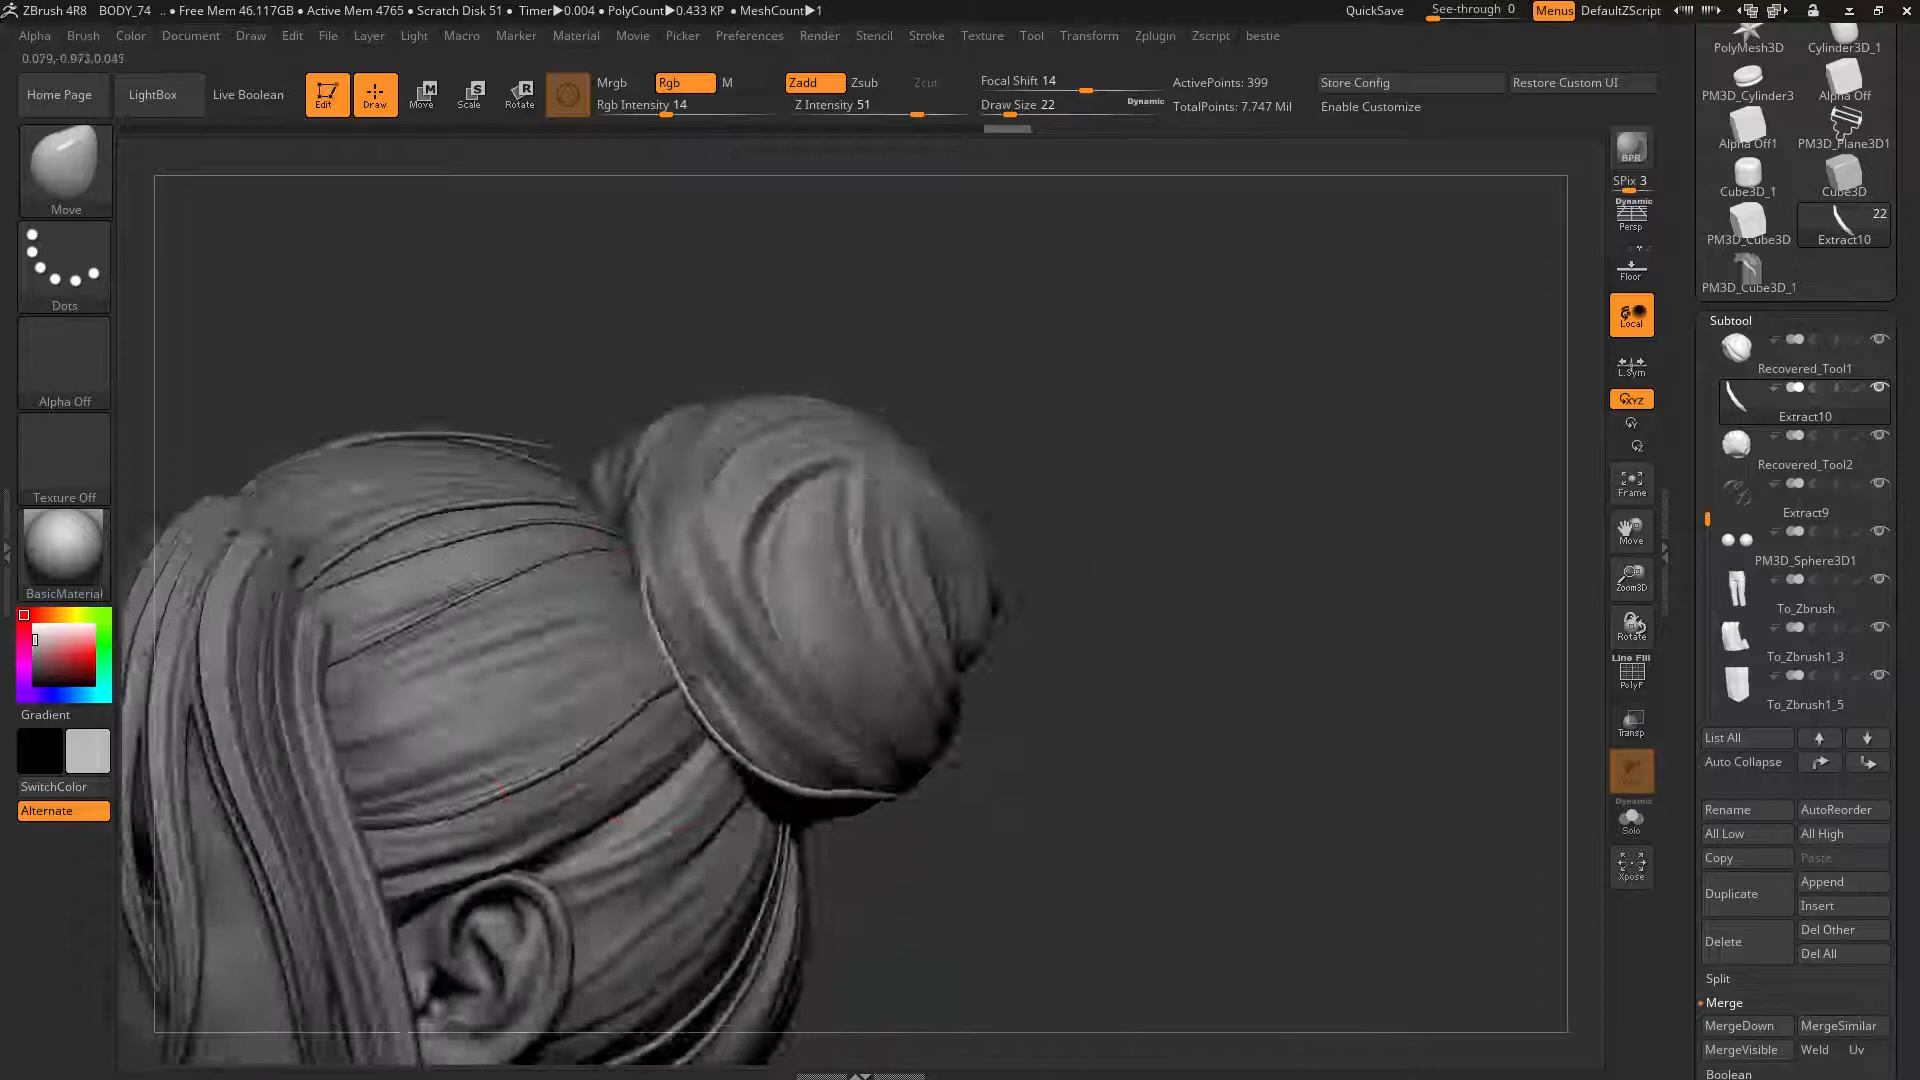 ZBrush 4R8 BODY_74 .. ● Free Mem 46.117GB ● Active Mem 4765 ● Scratch Disk 51 ● Timer▶0.004 ● PolyCount▶0.433 KP ● MeshCount▶1 QuickSave See-through 0 Menus DefaultZScript
Alpha Brush Color Document Draw Edit File Layer Light Macro Marker Material Movie Picker Preferences Render Stencil Stroke Texture Tool Transform Zplugin Zscript bestie
Home Page LightBox Live Boolean
Edit Draw Move Scale Rotate
Mrgb Rgb M
Rgb Intensity 14
Zadd Zsub Zcut
Z Intensity 51
Focal Shift 14
Draw Size 22 Dynamic
ActivePoints: 399
TotalPoints: 7.747 Mil
Store Config Restore Custom UI
Enable Customize
Move
Dots
Alpha Off
Texture Off
BasicMaterial
Gradient
SwitchColor
Alternate
BPR
SPix 3
Dynamic
Persp
Floor
Local
L.Sym
XYZ
Frame
Move
Zoom3D
Rotate
Line Fill
PolyF
Transp
Dynamic
Solo
Xpose
PolyMesh3D Cylinder3D_1
PM3D_Cylinder3 Alpha Off
Alpha Off1 PM3D_Plane3D1
Cube3D_1 Cube3D
22
PM3D_Cube3D Extract10
PM3D_Cube3D_1
Subtool
Recovered_Tool1
Extract10
Recovered_Tool2
Extract9
PM3D_Sphere3D1
To_Zbrush
To_Zbrush1_3
To_Zbrush1_5
List All
Auto Collapse
Rename AutoReorder
All Low All High
Copy Paste
Duplicate Append
Insert
Delete Del Other
Del All
Split
Merge
MergeDown MergeSimilar
MergeVisible Weld Uv
Boolean